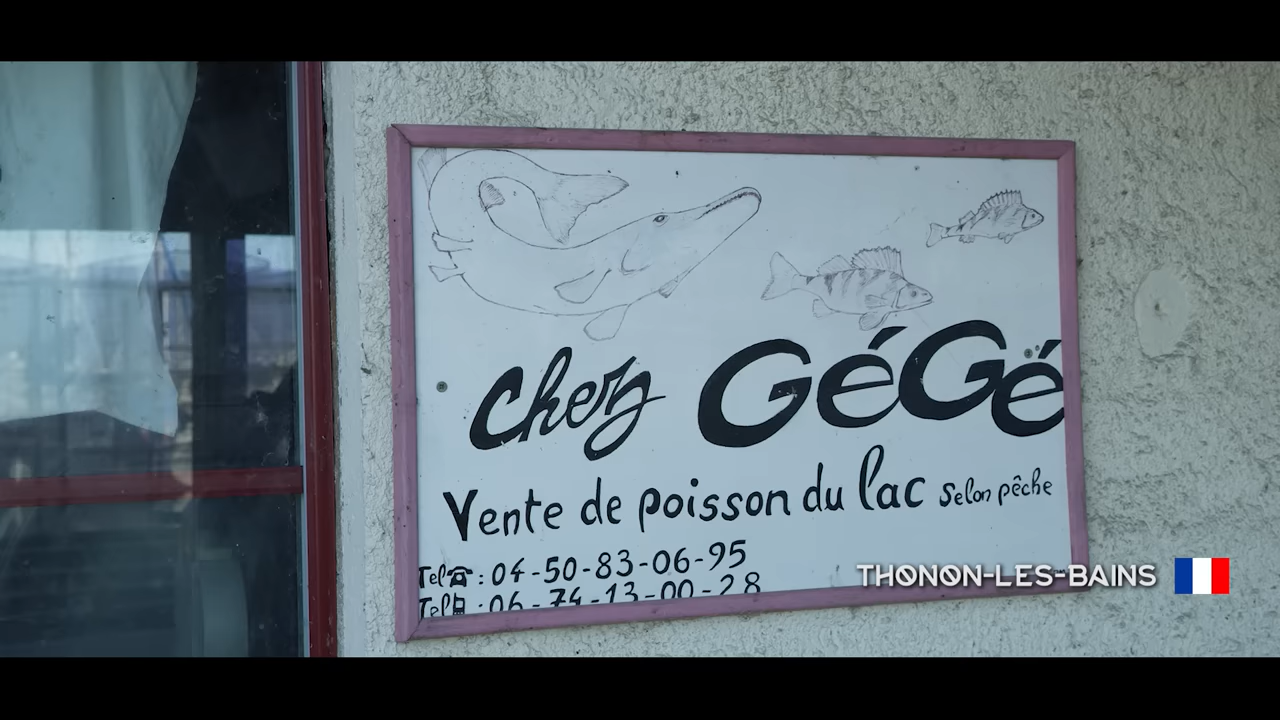 chez GéGé
Vente de poisson du lac selon pêche
Tel☎: 04-50-83-06-95
Tel📱: 06-74-13-00-28
THONON-LES-BAINS